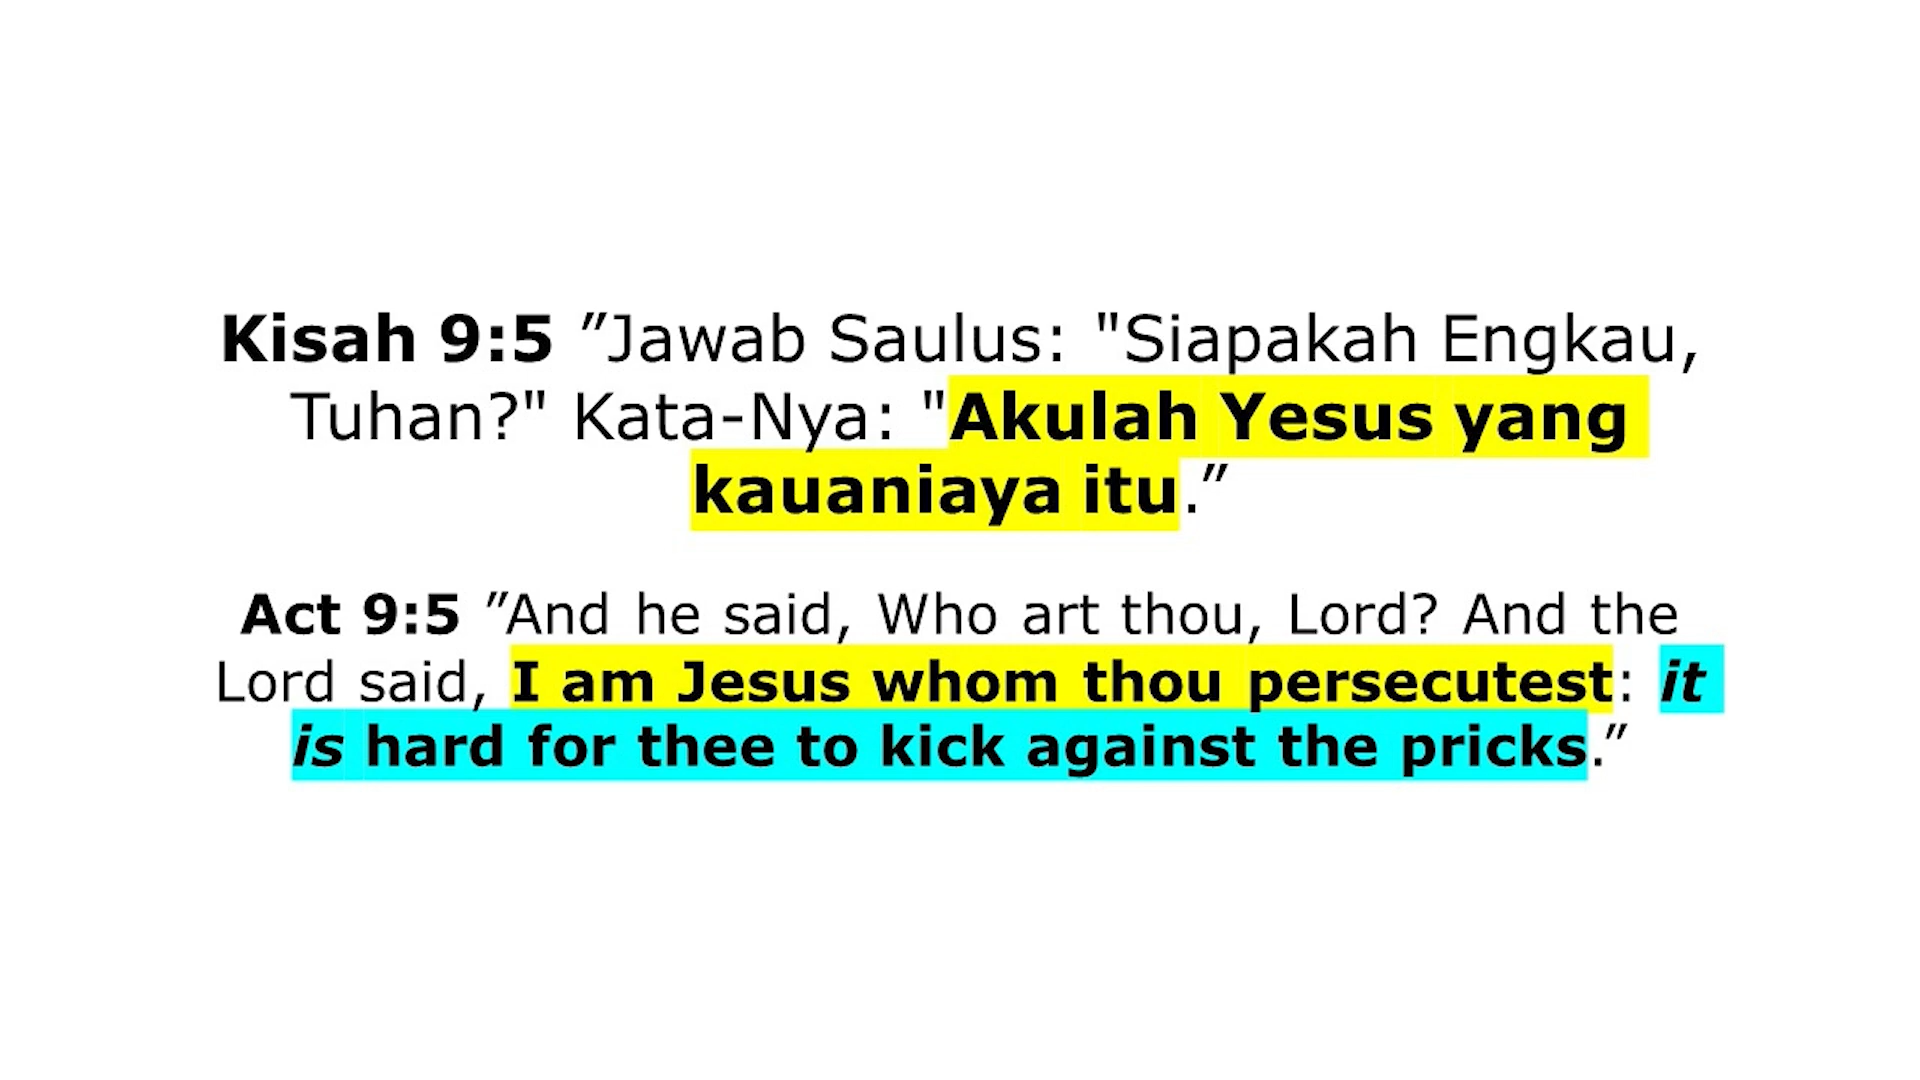 Kisah 9:5 ”Jawab Saulus: "Siapakah Engkau,
Tuhan?" Kata-Nya: "Akulah Yesus yang
kauaniaya itu.”
Act 9:5 ”And he said, Who art thou, Lord? And the
Lord said, I am Jesus whom thou persecutest: it
is hard for thee to kick against the pricks.”